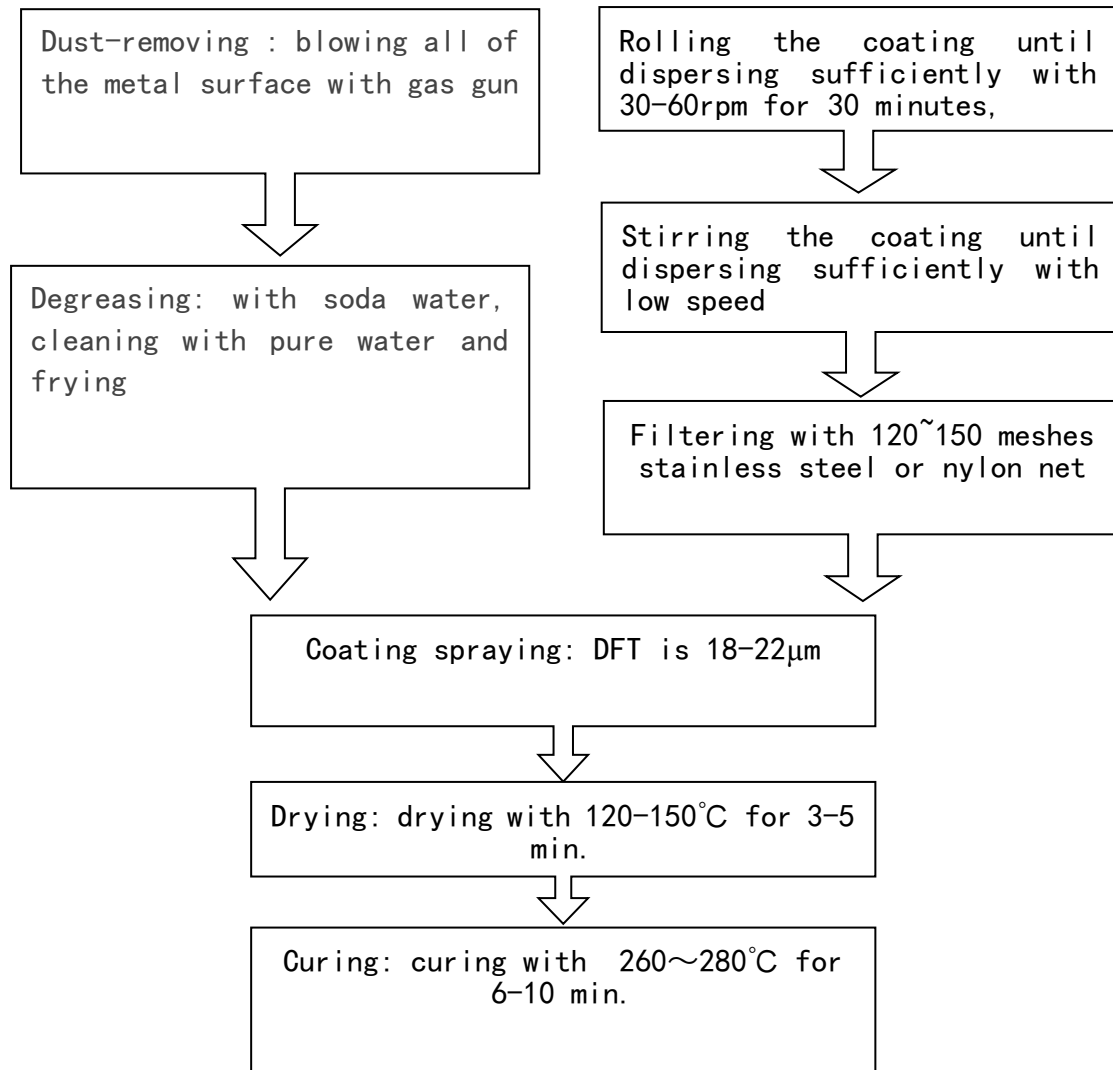 Dust-removing : blowing all of
the metal surface with gas gun
Degreasing: with soda water,
cleaning with pure water and
frying
Rolling the coating until
dispersing sufficiently with
30-60rpm for 30 minutes,
Stirring the coating until
dispersing sufficiently with
low speed
Filtering with 120~150 meshes
stainless steel or nylon net
Coating spraying: DFT is 18-22μm
Drying: drying with 120-150℃ for 3-5
min.
Curing: curing with 260～280℃ for
6-10 min.